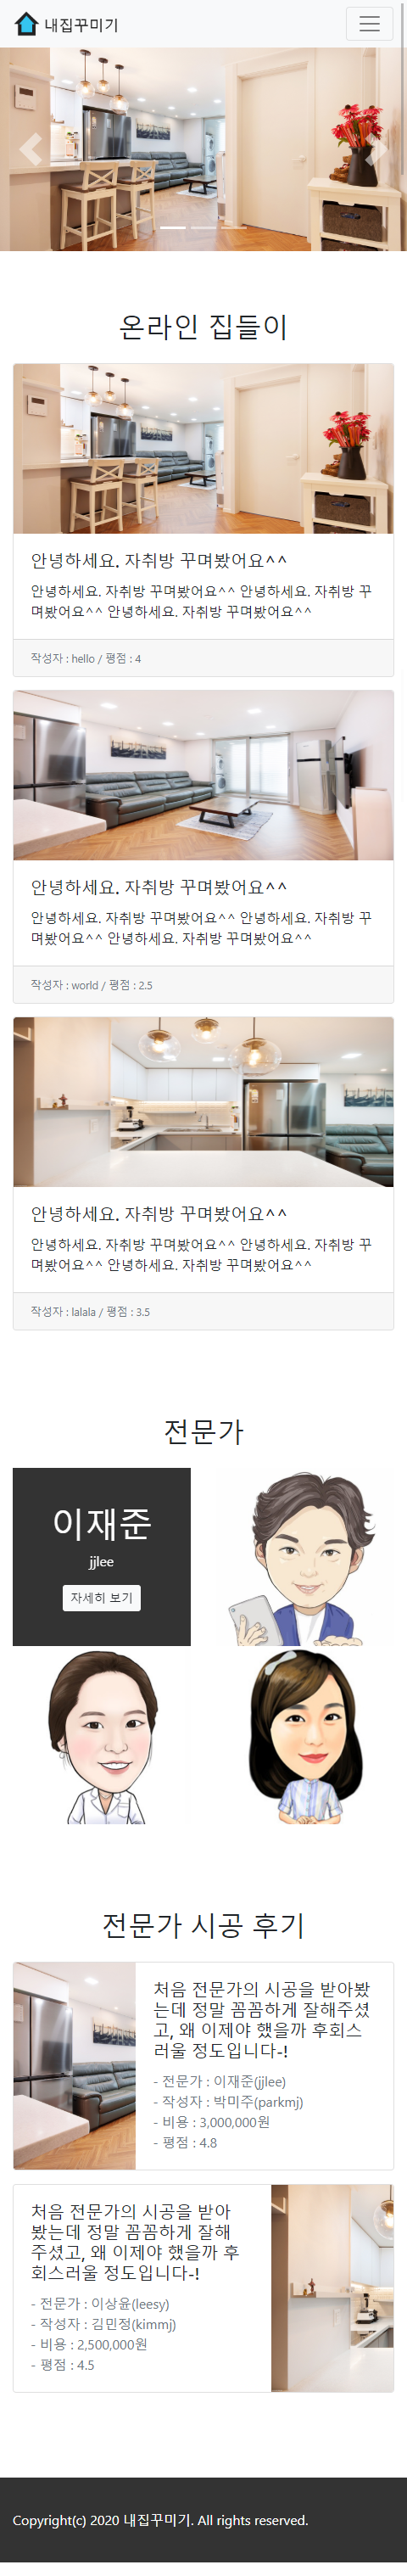 내집꾸미기
온라인 집들이
안녕하세요. 자취방 꾸며봤어요^^
안녕하세요. 자취방 꾸며봤어요^^ 안녕하세요. 자취방 꾸
며봤어요^^ 안녕하세요. 자취방 꾸며봤어요^^
작성자 : hello / 평점 : 4
안녕하세요. 자취방 꾸며봤어요^^
안녕하세요. 자취방 꾸며봤어요^^ 안녕하세요. 자취방 꾸
며봤어요^^ 안녕하세요. 자취방 꾸며봤어요^^
작성자 : world / 평점 : 2.5
안녕하세요. 자취방 꾸며봤어요^^
안녕하세요. 자취방 꾸며봤어요^^ 안녕하세요. 자취방 꾸
며봤어요^^ 안녕하세요. 자취방 꾸며봤어요^^
작성자 : lalala / 평점 : 3.5
전문가
이재준
jjlee
자세히 보기
전문가 시공 후기
처음 전문가의 시공을 받아봤
는데 정말 꼼꼼하게 잘해주셨
고, 왜 이제야 했을까 후회스
러울 정도입니다~!
- 전문가 : 이재준(jjlee)
- 작성자 : 박미주(parkmj)
- 비용 : 3,000,000원
- 평점 : 4.8
처음 전문가의 시공을 받아
봤는데 정말 꼼꼼하게 잘해
주셨고, 왜 이제야 했을까 후
회스러울 정도입니다~!
- 전문가 : 이상윤(leesy)
- 작성자 : 김민정(kimmj)
- 비용 : 2,500,000원
- 평점 : 4.5
Copyright(c) 2020 내집꾸미기. All rights reserved.